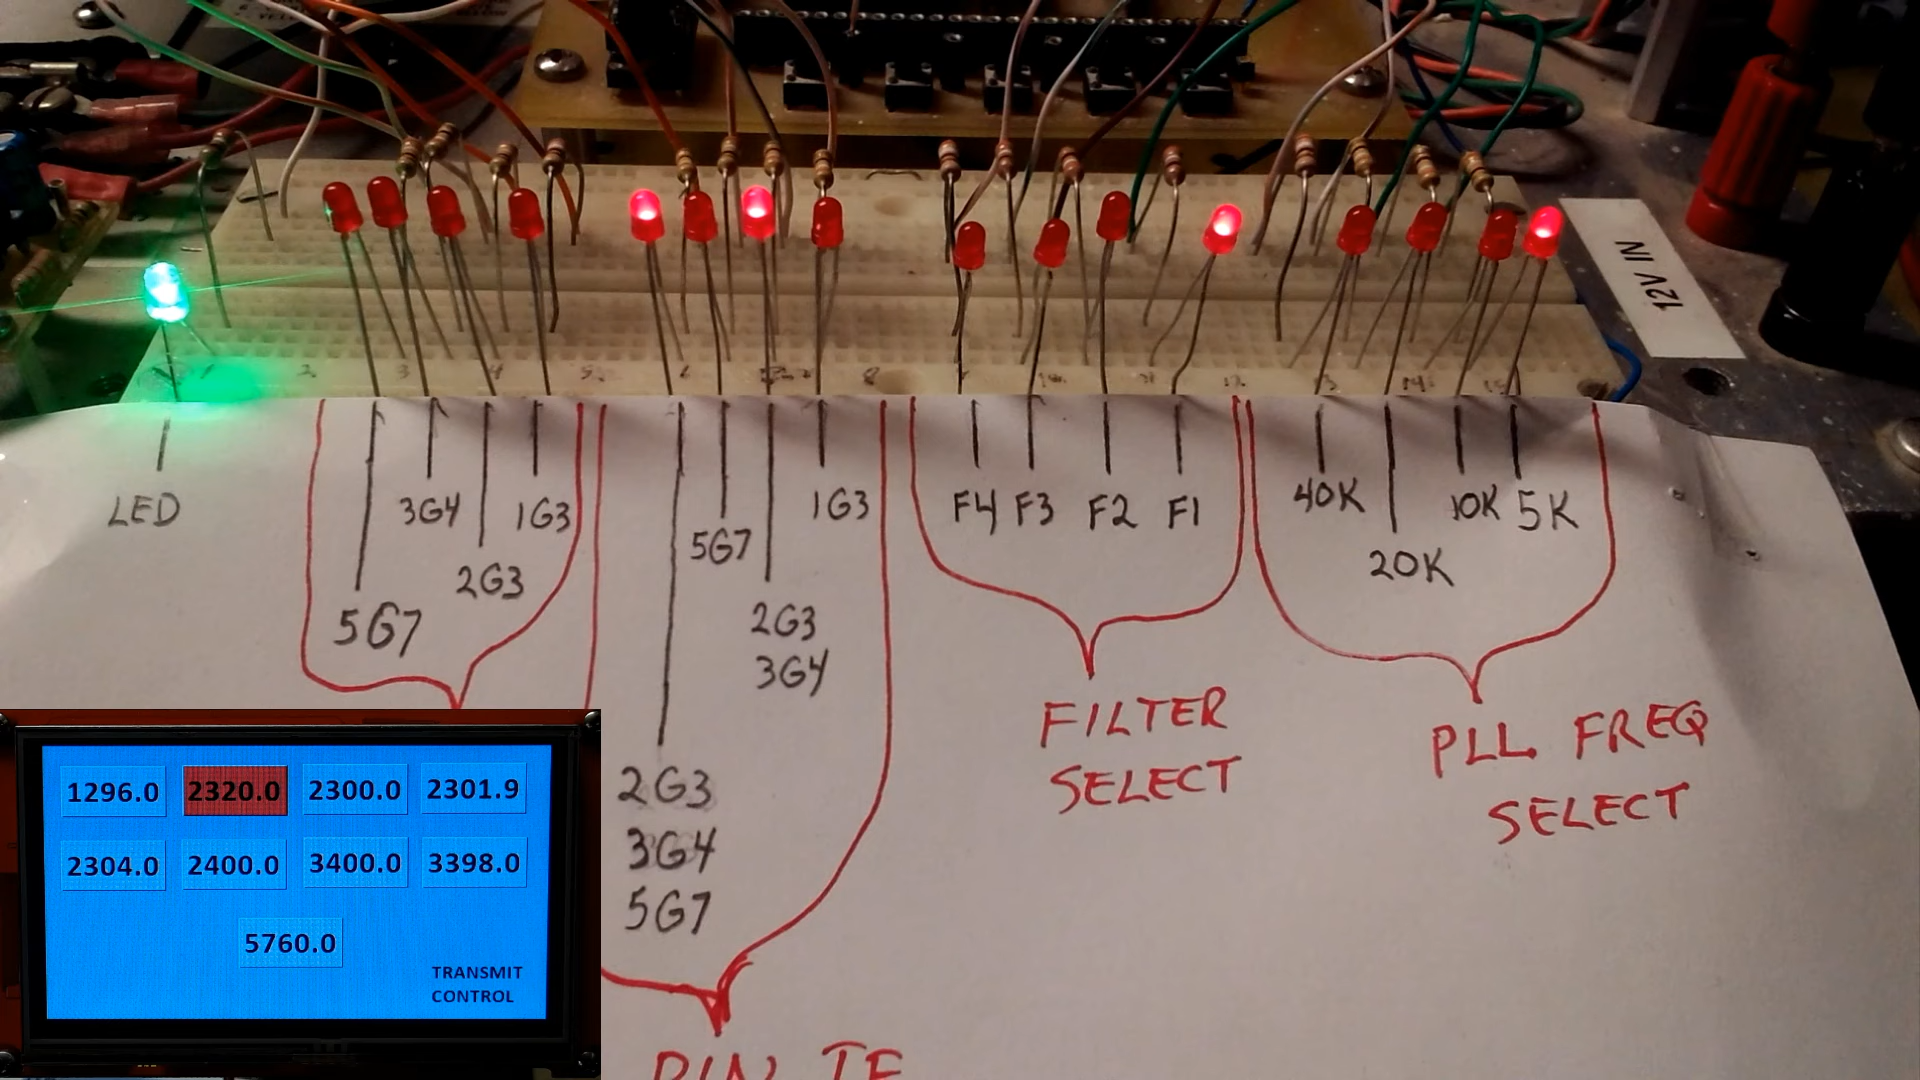 12V IN
LED
3G4
1G3
2G3
5G7
1G3
5G7
2G3
3G4
2G3
3G4
5G7
F4 F3 F2 F1
FILTER
SELECT
40K
10K 5K
20K
PLL FREQ
SELECT
1296.0 2320.0 2300.0 2301.9
2304.0 2400.0 3400.0 3398.0
5760.0
TRANSMIT
CONTROL